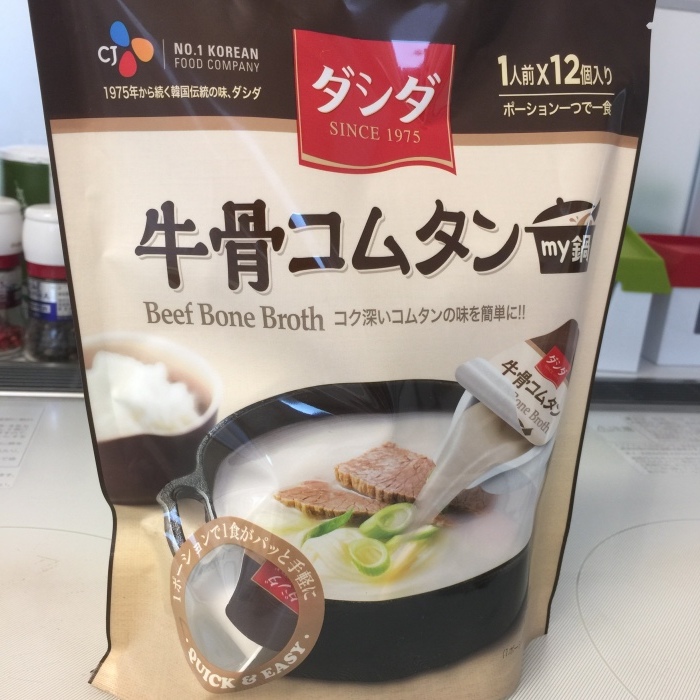 CJ
NO.1 KOREAN
FOOD COMPANY
1975年から続く韓国伝統の味、ダシダ
ダシダ
SINCE 1975
1人前X12個入り
ポーション一つで一食
牛骨コムタン
my鍋
Beef Bone Broth
コク深いコムタンの味を簡単に!!
ダシダ
牛骨コムタン
Bone Broth
1ポーションで1食がパッと手軽に
QUICK & EASY